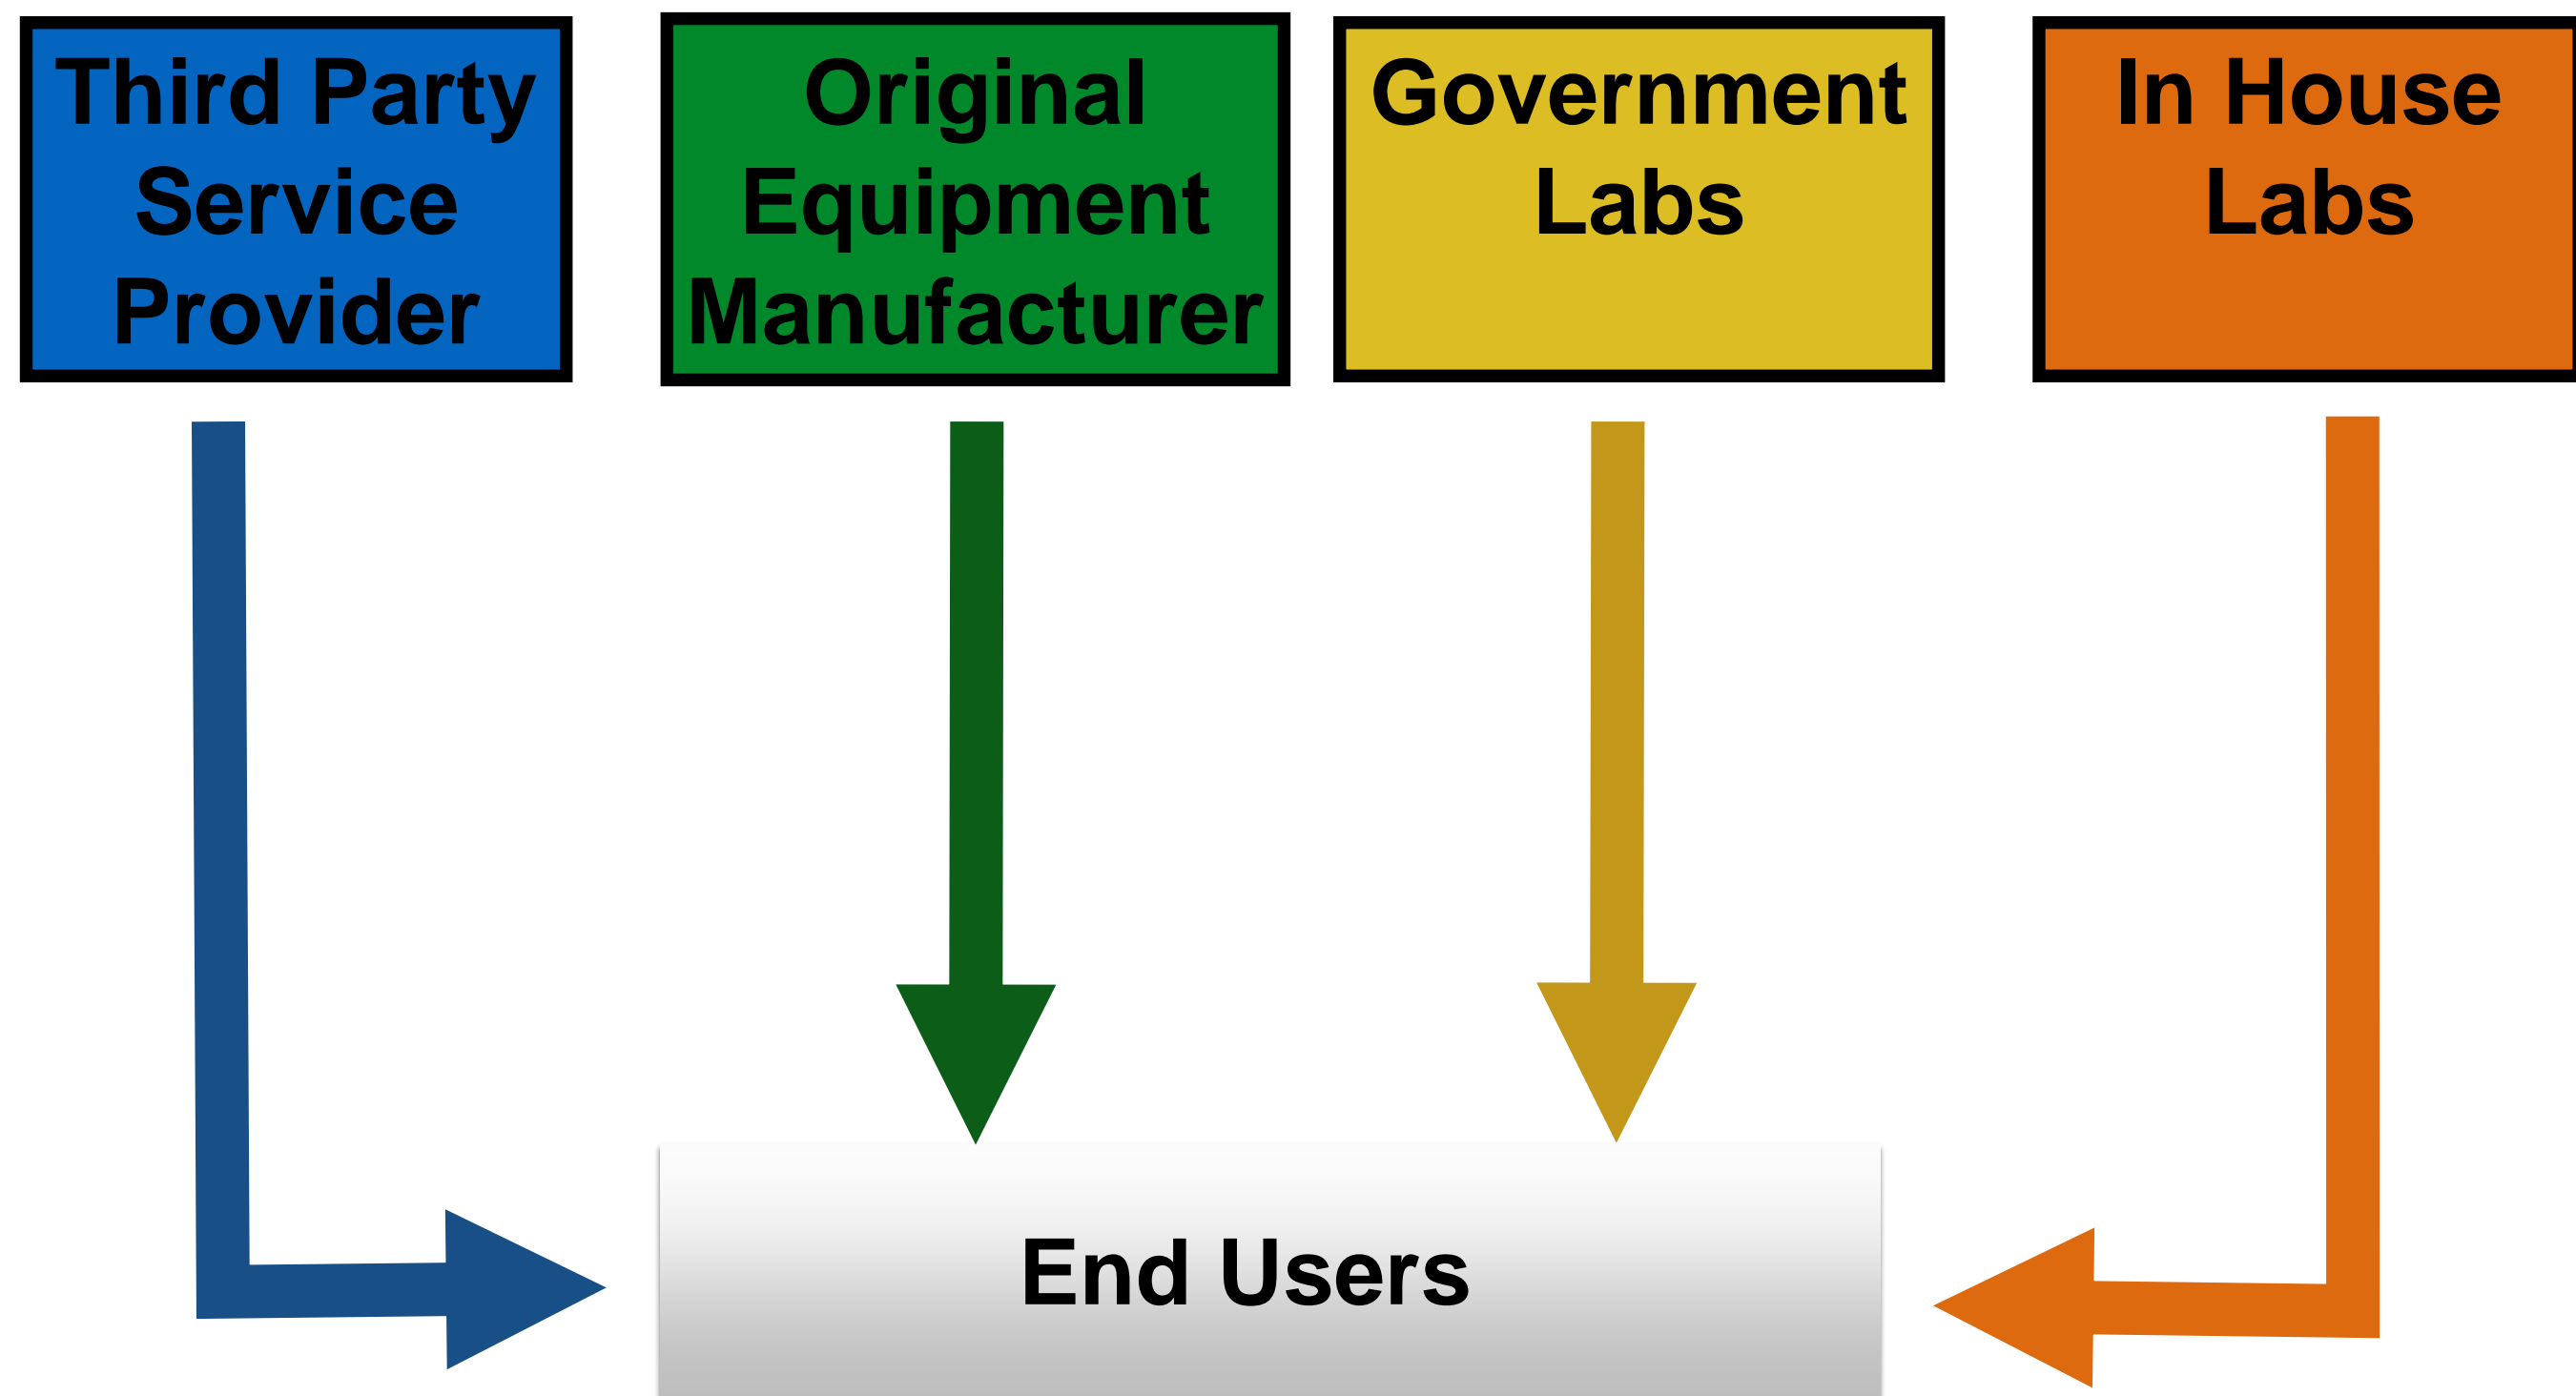 Third Party
Service
Provider
Original
Equipment
Manufacturer
Government
Labs
In House
Labs
End Users